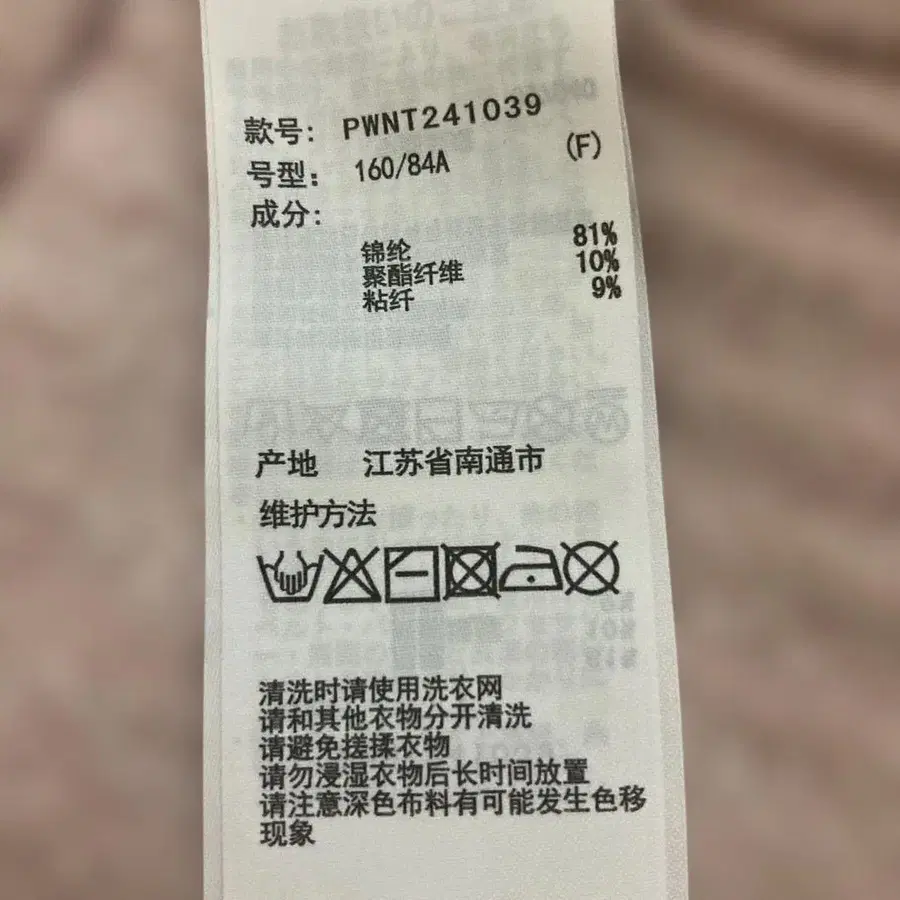 款号: PWNT241039
号型: 160/84A (F)
成分:
锦纶 81%
聚酯纤维 10%
粘纤 9%
产地 江苏省南通市
维护方法
清洗时请使用洗衣网
请和其他衣物分开清洗
请避免搓揉衣物
请勿浸湿衣物后长时间放置
请注意深色布料有可能发生色移
现象